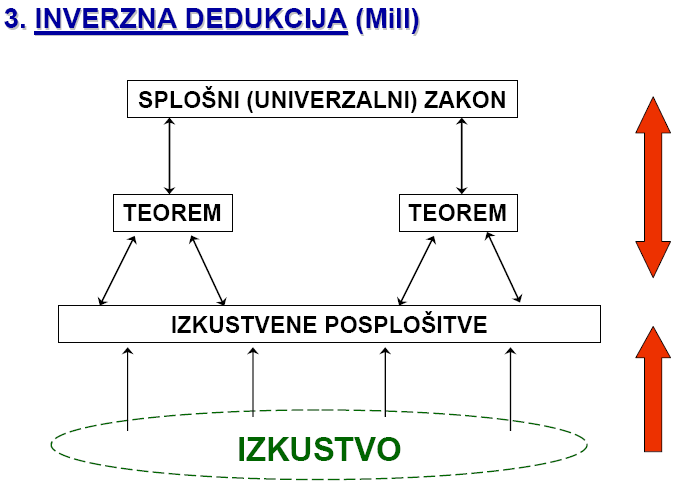 3. INVERZNA DEDUKCIJA (Mill)
SPLOŠNI (UNIVERZALNI) ZAKON
TEOREM
TEOREM
IZKUSTVENE POSPLOŠITVE
IZKUSTVO